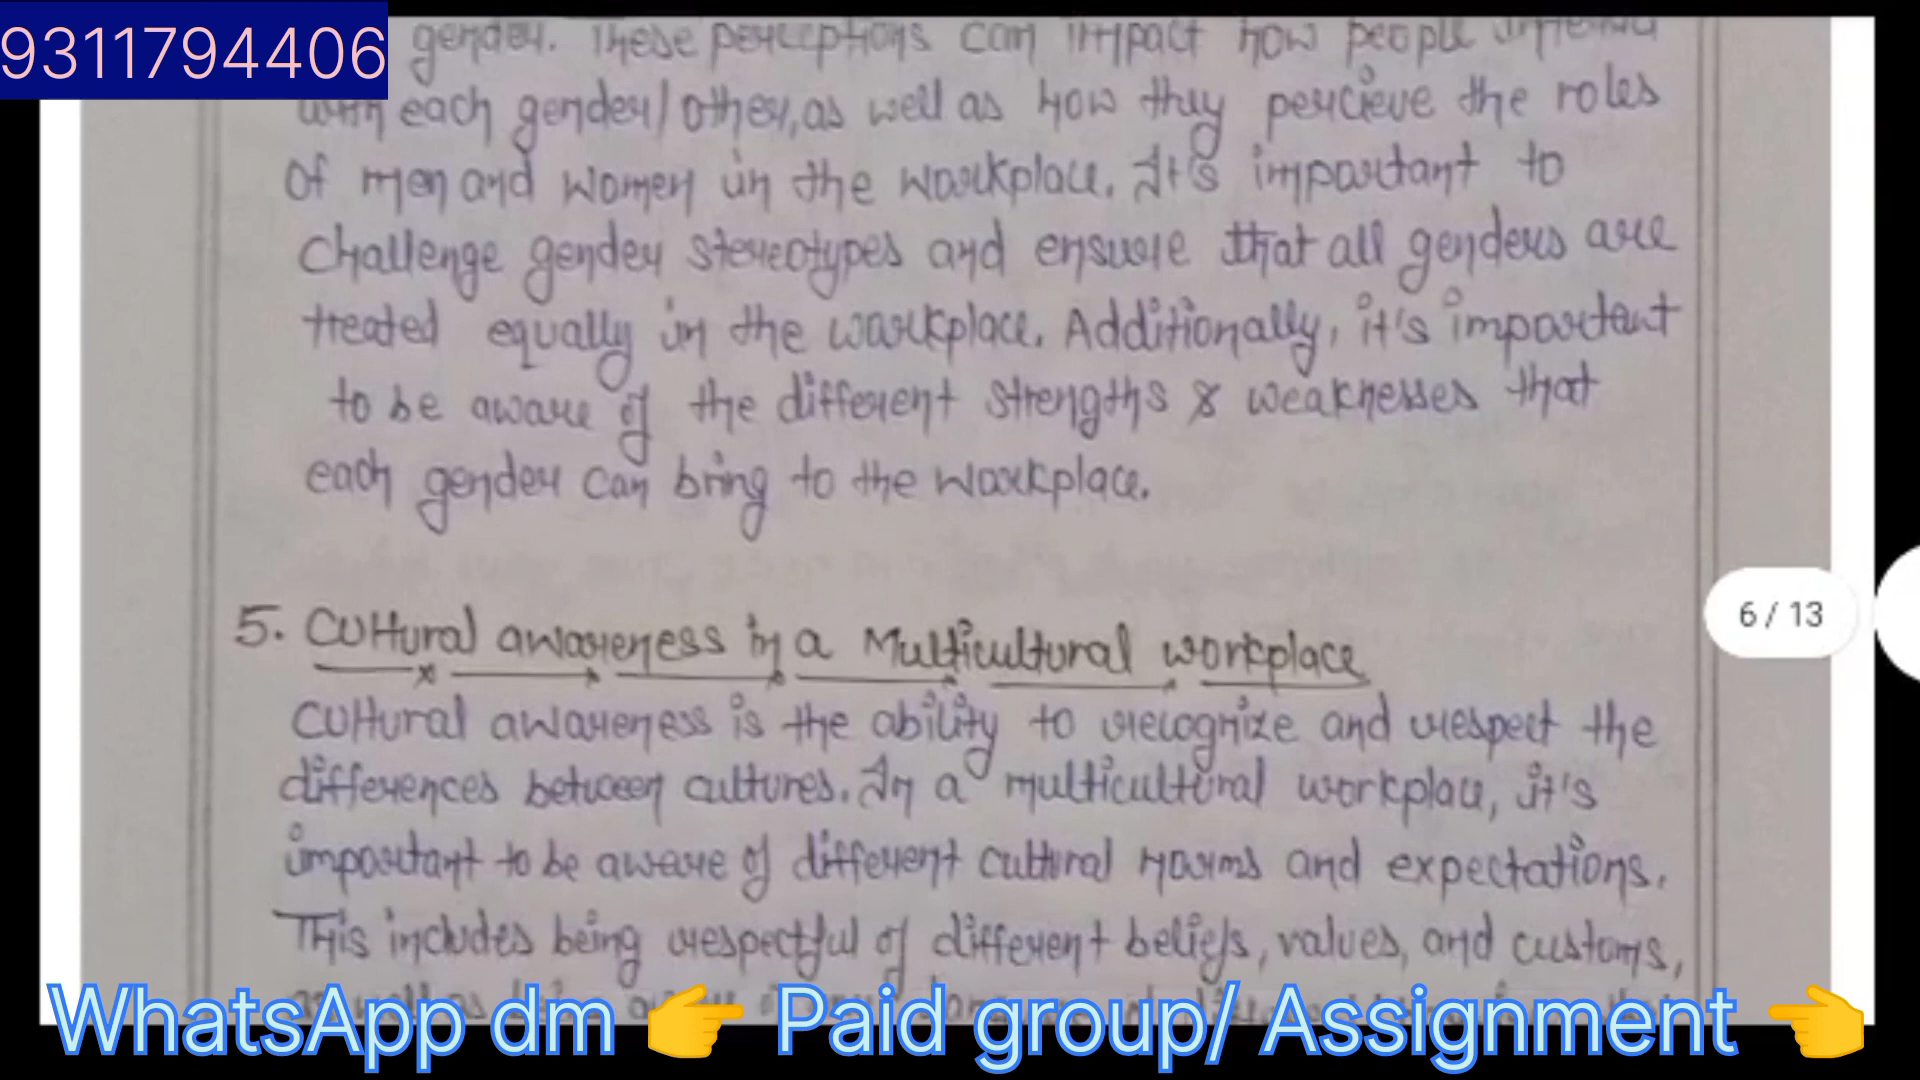 9311794406
gender. These perceptions can impact how people
with each gender/other, as well as how they percieve the roles
Of men and women in the workplace. It's important to
challenge gender stereotypes and ensure that all genders are
treated equally in the workplace. Additionally, it's important
to be aware of the different strengths & weaknesses that
each gender can bring to the workplace.
5. Cultural awareness in a Multicultural workplace
Cultural awareness is the ability to recognize and respect the
differences between cultures. In a multicultural workplace, it's
important to be aware of different cultural norms and expectations.
This includes being respectful of different beliefs, values, and customs,
6 / 13
WhatsApp dm 👉 Paid group/ Assignment 👈